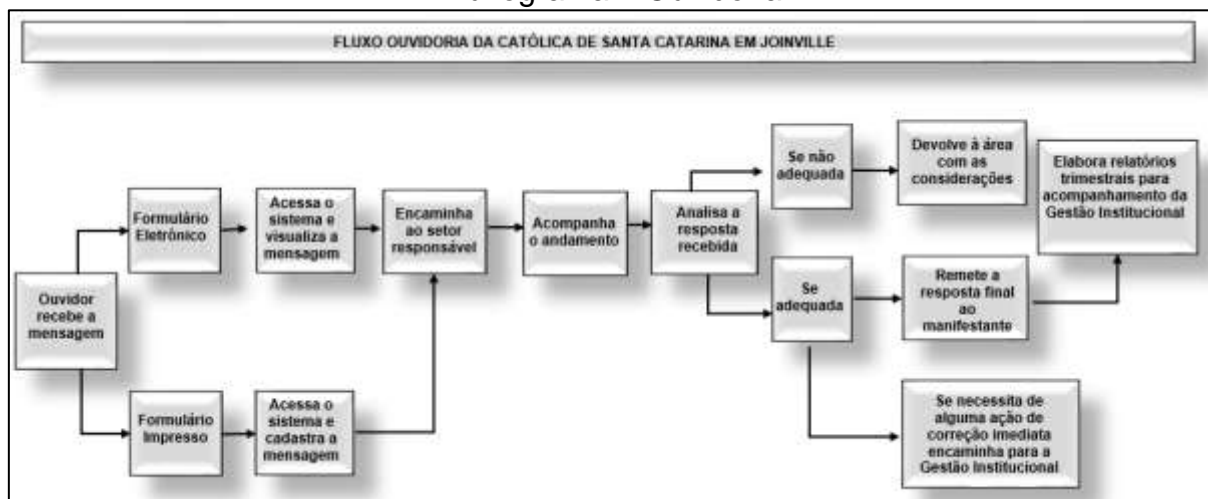 FLUXO OUVIDORIA DA CATÓLICA DE SANTA CATARINA EM JOINVILLE
Ouvidor
recebe a
mensagem
Formulário
Eletrônico
Acessa o
sistema e
visualiza a
mensagem
Formulário
Impresso
Acessa o
sistema e
cadastra a
mensagem
Encaminha
ao setor
responsável
Acompanha
o andamento
Analisa a
resposta
recebida
Se não
adequada
Devolve à área
com as
considerações
Se
adequada
Remete a
resposta final
ao
manifestante
Elabora relatórios
trimestrais para
acompanhamento da
Gestão Institucional
Se necessita de
alguma ação de
correção imediata
encaminha para a
Gestão Institucional